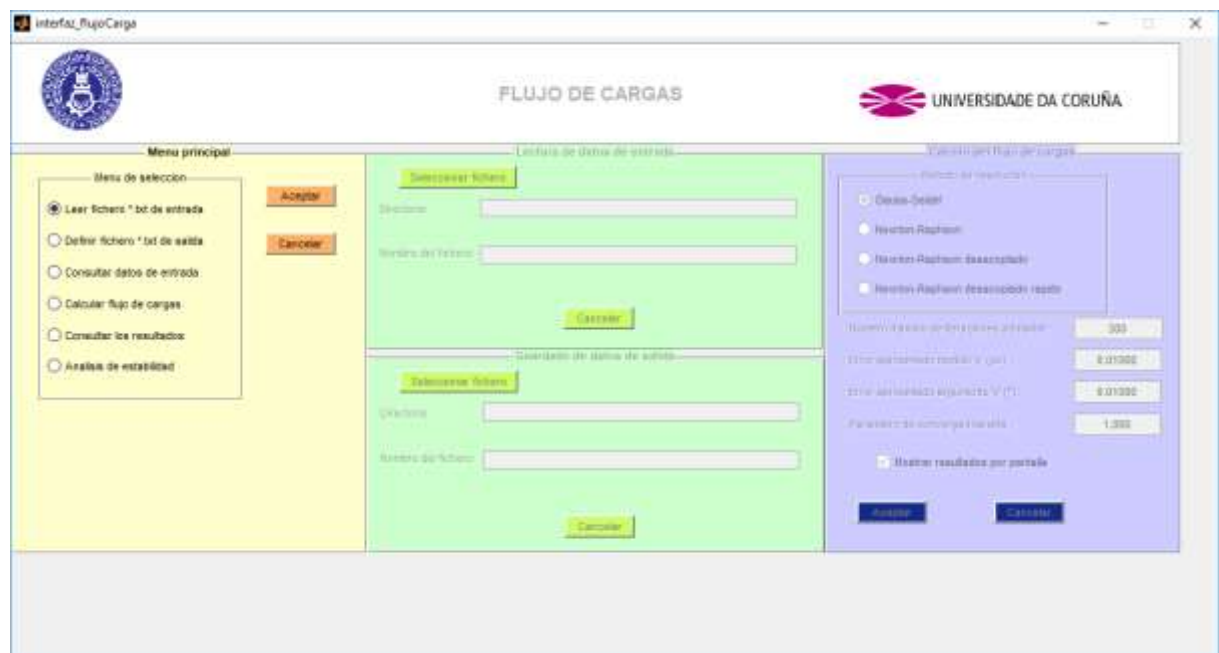 interfaz_flujoCarga
FLUJO DE CARGAS
UNIVERSIDADE DA CORUÑA
Menu principal
Menu de seleccion
Leer fichero *.txt de entrada
Definir fichero *.txt de salida
Consultar datos de entrada
Calcular flujo de cargas
Consultar los resultados
Analisis de estabilidad
Aceptar
Cancelar
Lectura de datos de entrada
Seleccionar fichero
Directorio
Nombre del fichero
Cancelar
Guardado de datos de salida
Seleccionar fichero
Directorio
Nombre del fichero
Cancelar
Calculo del flujo de cargas
Gauss-Seidel
Newton-Raphson
Newton-Raphson desacoplado
Newton-Raphson desacoplado rapido
300
0.01000
0.01000
1.000
Mostrar resultados por pantalla
Aceptar
Cancelar